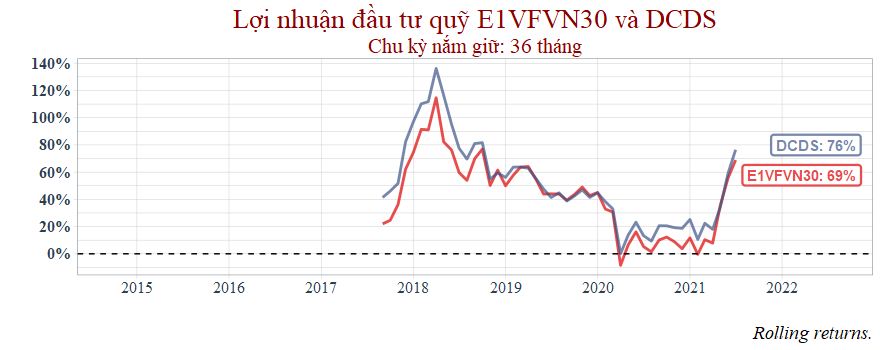 Lợi nhuận đầu tư quỹ E1VFVN30 và DCDS
Chu kỳ nắm giữ: 36 tháng
140%
120%
100%
80%
60%
40%
20%
0%
DCDS: 76%
E1VFVN30: 69%
2015 2016 2017 2018 2019 2020 2021 2022
Rolling returns.